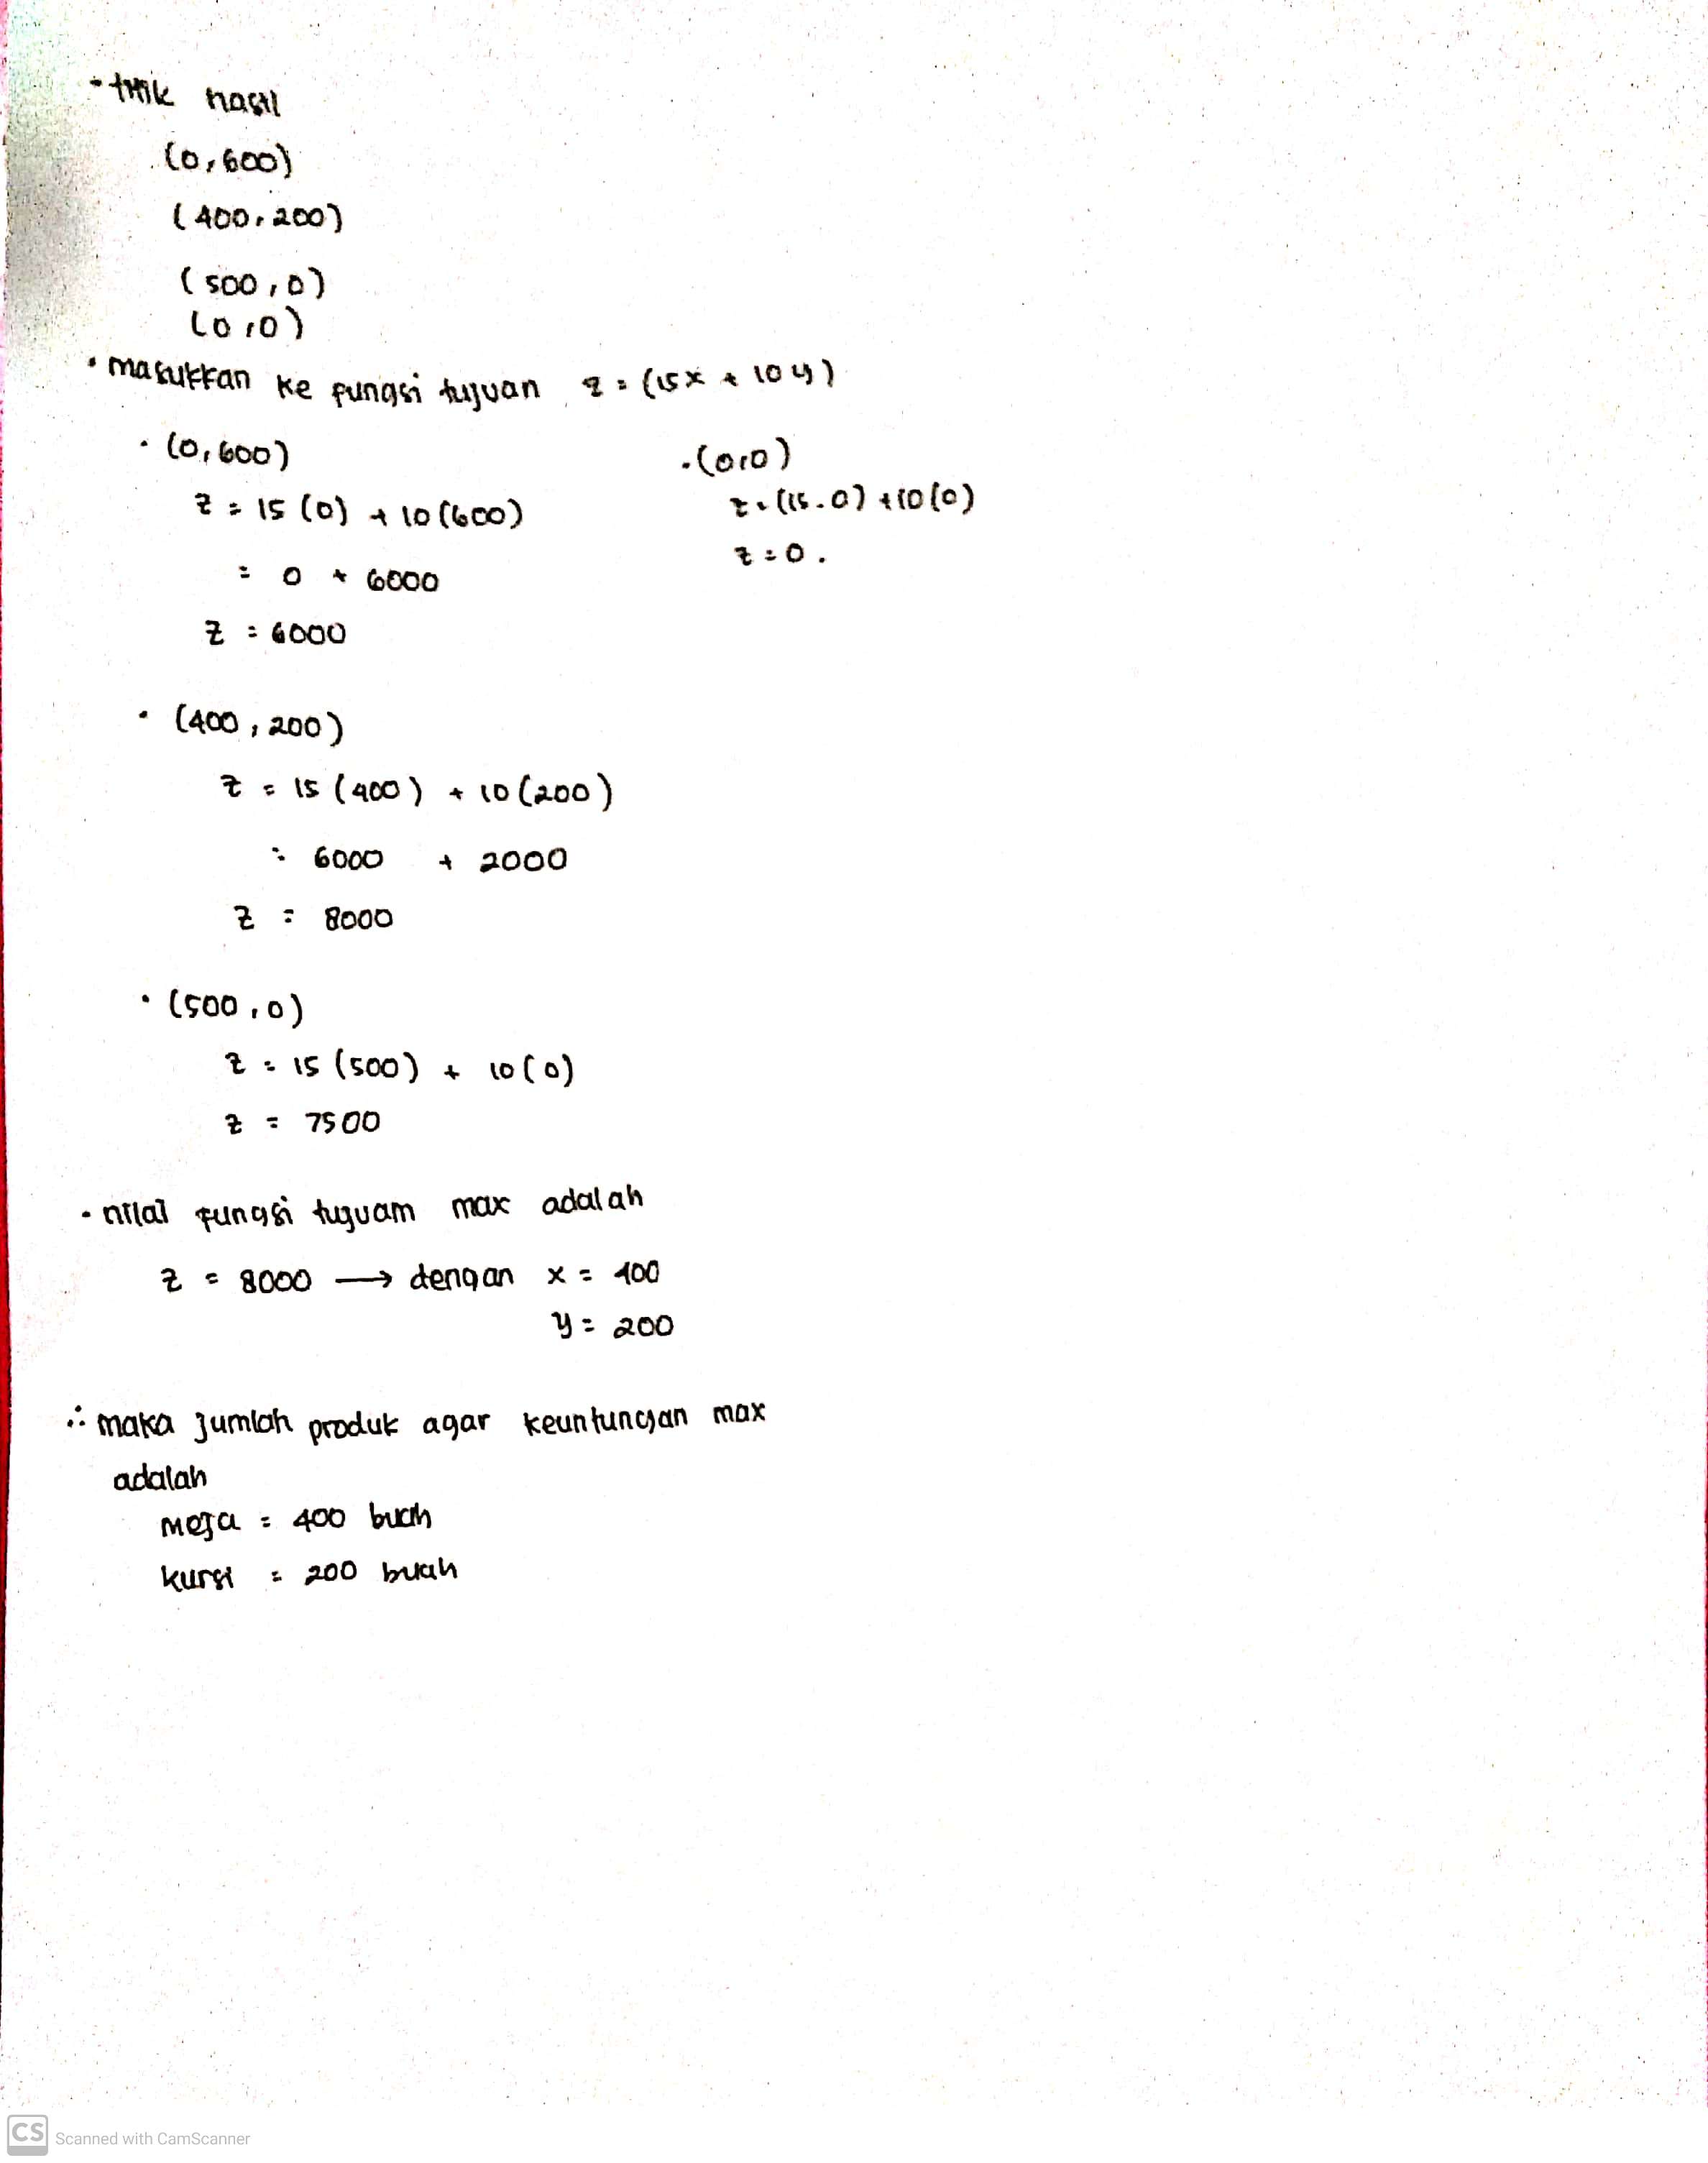 - titik hasil
(0,600)
(400,200)
(500,0)
(0,0)
• masukkan ke fungsi tujuan z = (15x + 10y)
• (0,600)
z = 15 (0) + 10 (600)
= 0 + 6000
z = 6000
• (0,0)
z = (15.0) + 10 (0)
z = 0.
• (400, 200)
z = 15 (400) + 10 (200)
= 6000 + 2000
z = 8000
• (500,0)
z = 15 (500) + 10 (0)
z = 7500
• nilai fungsi tuguam max adalah
z = 8000 → dengan x = 400
y = 200
∴ maka jumlah produk agar keuntungan max
adalah
meja = 400 buah
kursi = 200 buah
CS Scanned with CamScanner